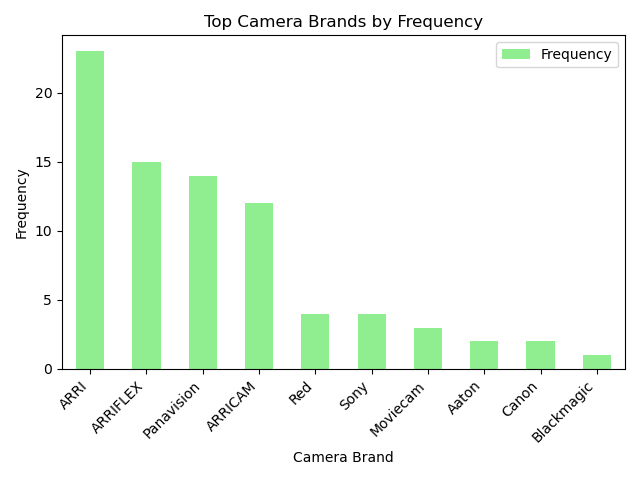 Top Camera Brands by Frequency
Frequency
Frequency
20
15
10
5
0
ARRI
ARRIFLEX
Panavision
ARRICAM
Red
Sony
Moviecam
Aaton
Canon
Blackmagic
Camera Brand